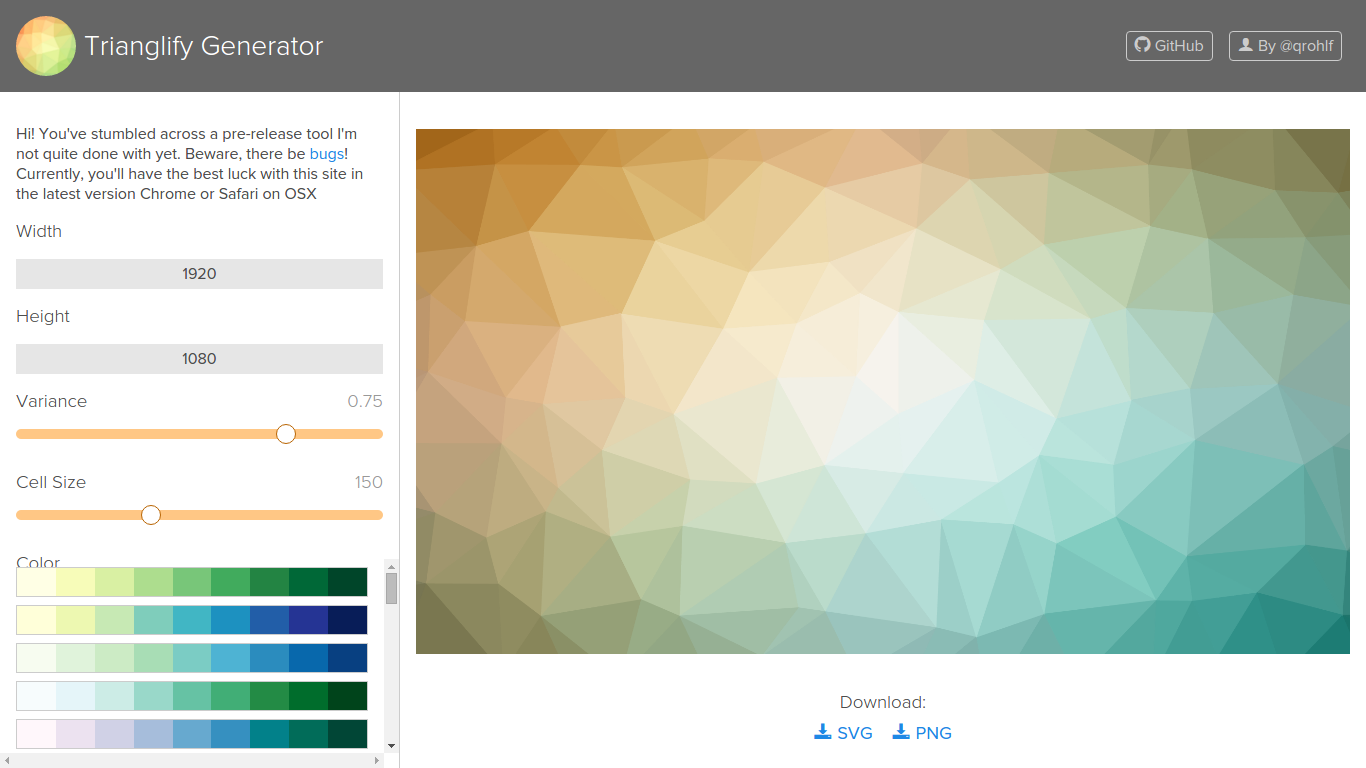 Trianglify Generator
GitHub
By @qrohlf
Hi! You've stumbled across a pre-release tool I'm
not quite done with yet. Beware, there be bugs!
Currently, you'll have the best luck with this site in
the latest version Chrome or Safari on OSX
Width
1920
Height
1080
Variance 0.75
Cell Size 150
Color
Download:
SVG PNG